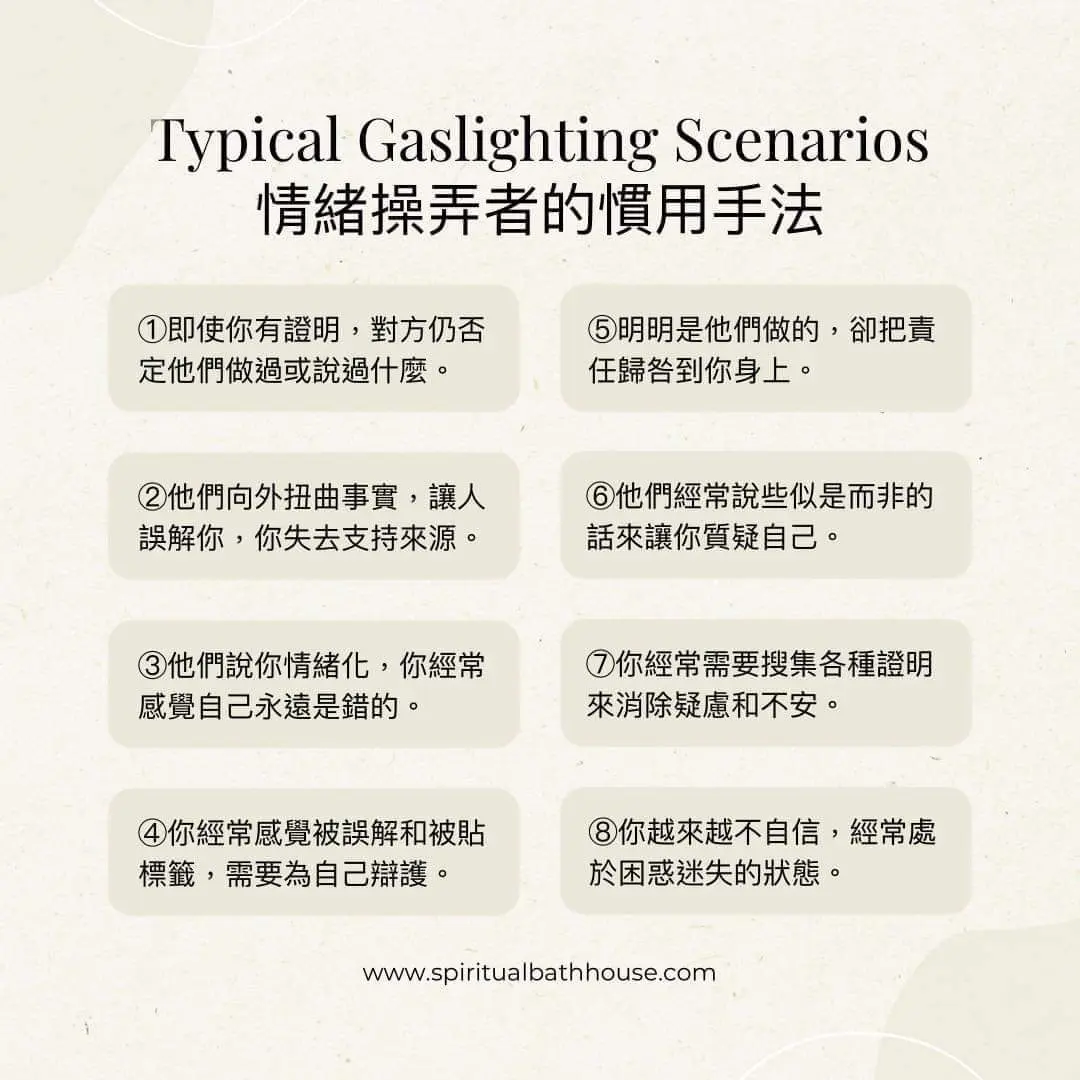 Typical Gaslighting Scenarios
情緒操弄者的慣用手法
①即使你有證明，對方仍否
定他們做過或說過什麼。
②他們向外扭曲事實，讓人
誤解你，你失去支持來源。
③他們說你情緒化，你經常
感覺自己永遠是錯的。
④你經常感覺被誤解和被貼
標籤，需要為自己辯護。
⑤明明是他們做的，卻把責
任歸咎到你身上。
⑥他們經常說些似是而非的
話來讓你質疑自己。
⑦你經常需要搜集各種證明
來消除疑慮和不安。
⑧你越來越不自信，經常處
於困惑迷失的狀態。
www.spiritualbathhouse.com